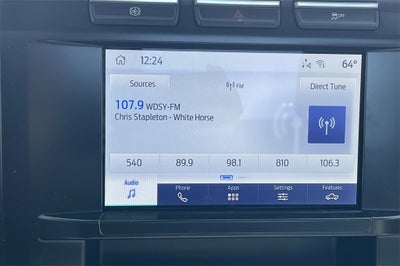 12:24
64°
Sources
FM
Direct Tune
107.9 WDSY-FM
Chris Stapleton - White Horse
540 89.9 98.1 810 106.3
Audio Phone Apps Settings Features